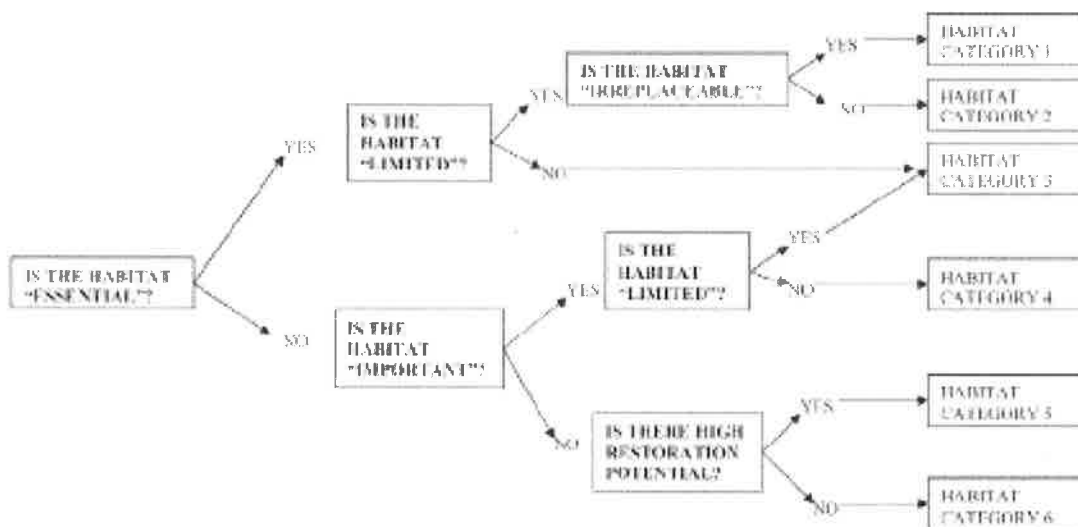 IS THE HABITAT
"ESSENTIAL"?
YES
NO
IS THE
HABITAT
"LIMITED"?
YES
NO
IS THE HABITAT
"IRREPLACEABLE"?
YES
NO
HABITAT
CATEGORY 1
HABITAT
CATEGORY 2
HABITAT
CATEGORY 3
IS THE
HABITAT
"IMPORTANT"?
YES
NO
IS THE
HABITAT
"LIMITED"?
YES
NO
HABITAT
CATEGORY 4
IS THERE HIGH
RESTORATION
POTENTIAL?
YES
NO
HABITAT
CATEGORY 5
HABITAT
CATEGORY 6